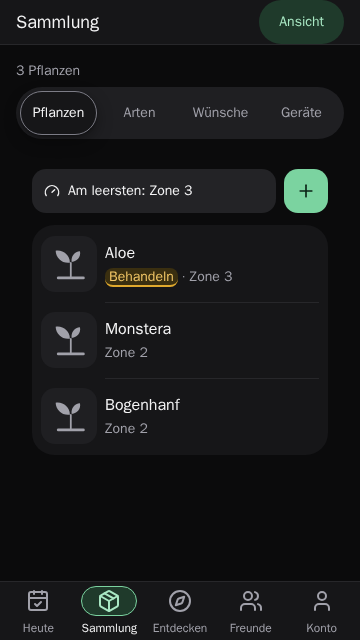 Sammlung
Ansicht
3 Pflanzen
Pflanzen
Arten
Wünsche
Geräte
Am leersten: Zone 3
Aloe
Behandeln · Zone 3
Monstera
Zone 2
Bogenhanf
Zone 2
Heute
Sammlung
Entdecken
Freunde
Konto